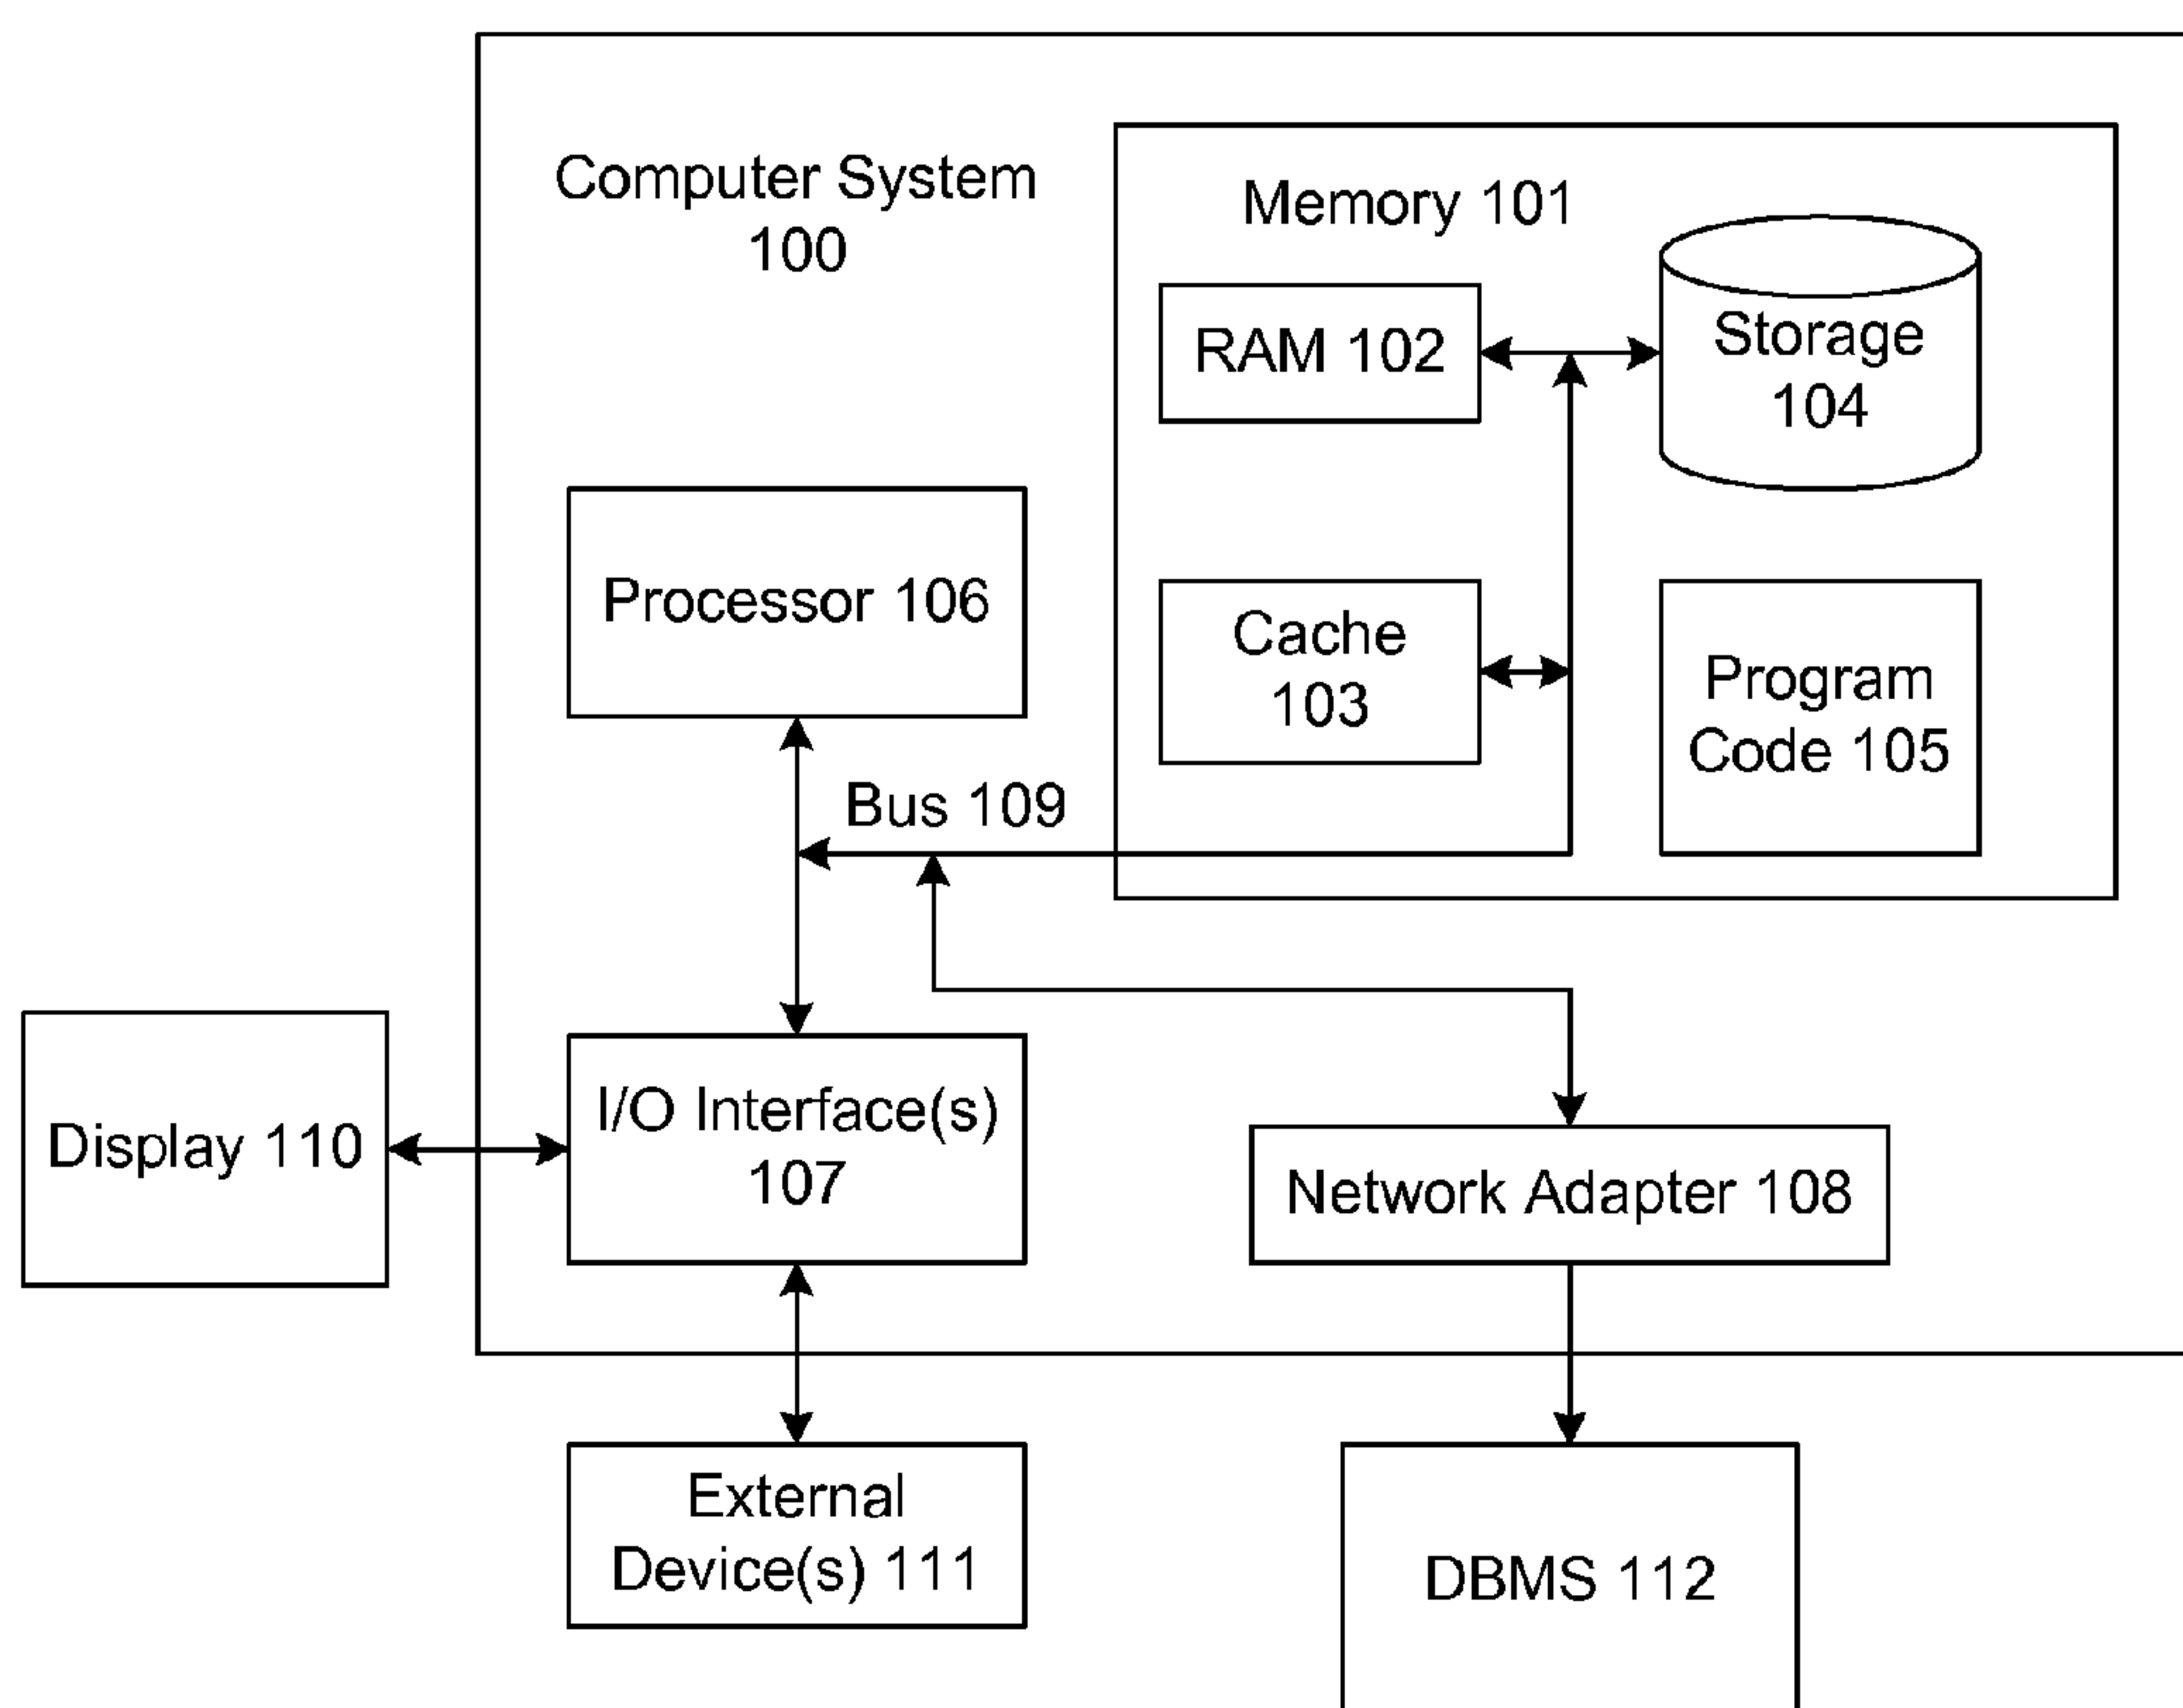 Computer System
100
Memory 101
RAM 102
Storage
104
Processor 106
Cache
103
Program
Code 105
Bus 109
Display 110
I/O Interface(s)
107
Network Adapter 108
External
Device(s) 111
DBMS 112